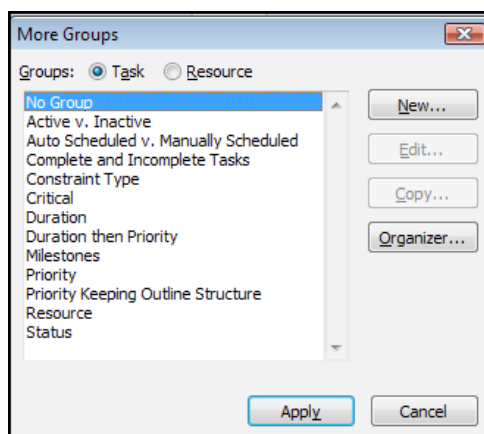 More Groups
Groups: Task Resource
No Group
Active v. Inactive
Auto Scheduled v. Manually Scheduled
Complete and Incomplete Tasks
Constraint Type
Critical
Duration
Duration then Priority
Milestones
Priority
Priority Keeping Outline Structure
Resource
Status
New...
Edit...
Copy...
Organizer...
Apply
Cancel